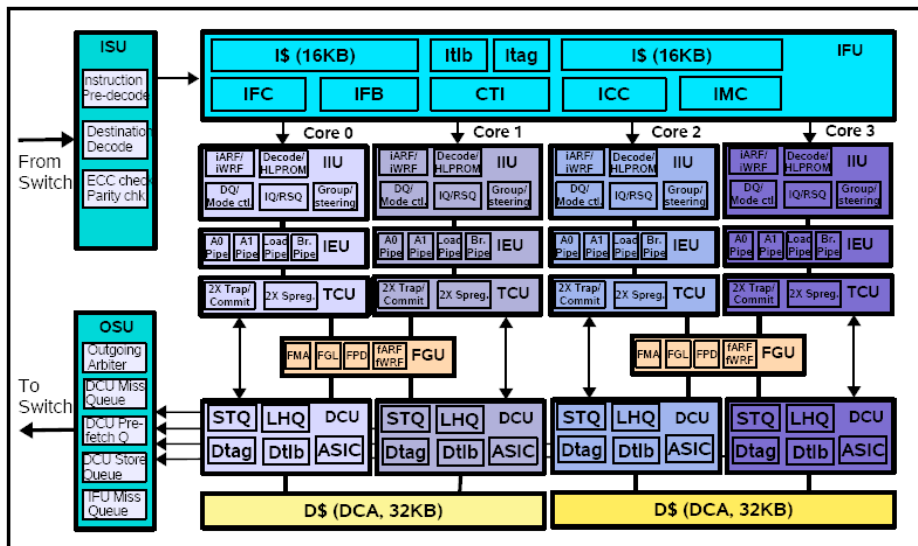 ISU
nstruction
Pre-decode
Destination
Decode
ECC check
Parity chk
From
Switch
I$ (16KB)
Itlb
Itag
I$ (16KB)
IFU
IFC
IFB
CTI
ICC
IMC
Core 0
Core 1
Core 2
Core 3
iARF/
iWRF
Decode/
HLPROM
IIU
DQ/
Mode ctl.
IQ/RSQ
Group/
steering
iARF/
iWRF
Decode/
HLPROM
IIU
DQ/
Mode ctl.
IQ/RSQ
Group/
steering
iARF/
iWRF
Decode/
HLPROM
IIU
DQ/
Mode ctl.
IQ/RSQ
Group/
steering
iARF/
iWRF
Decode/
HLPROM
IIU
DQ/
Mode ctl.
IQ/RSQ
Group/
steering
A0
Pipe
A1
Pipe
Load
Pipe
Br.
Pipe
IEU
A0
Pipe
A1
Pipe
Load
Pipe
Br.
Pipe
IEU
A0
Pipe
A1
Pipe
Load
Pipe
Br.
Pipe
IEU
A0
Pipe
A1
Pipe
Load
Pipe
Br.
Pipe
IEU
2X Trap/
Commit
2X Spreg.
TCU
2X Trap/
Commit
2X Spreg.
TCU
2X Trap/
Commit
2X Spreg.
TCU
2X Trap/
Commit
2X Spreg.
TCU
FMA
FGL
FPD
fARF
fWRF
FGU
FMA
FGL
FPD
fARF
fWRF
FGU
OSU
Outgoing
Arbiter
DCU Miss
Queue
DCU Pre-
fetch Q
DCU Store
Queue
IFU Miss
Queue
To
Switch
STQ
LHQ
DCU
Dtag
Dtlb
ASIC
STQ
LHQ
DCU
Dtag
Dtlb
ASIC
STQ
LHQ
DCU
Dtag
Dtlb
ASIC
STQ
LHQ
DCU
Dtag
Dtlb
ASIC
D$ (DCA, 32KB)
D$ (DCA, 32KB)